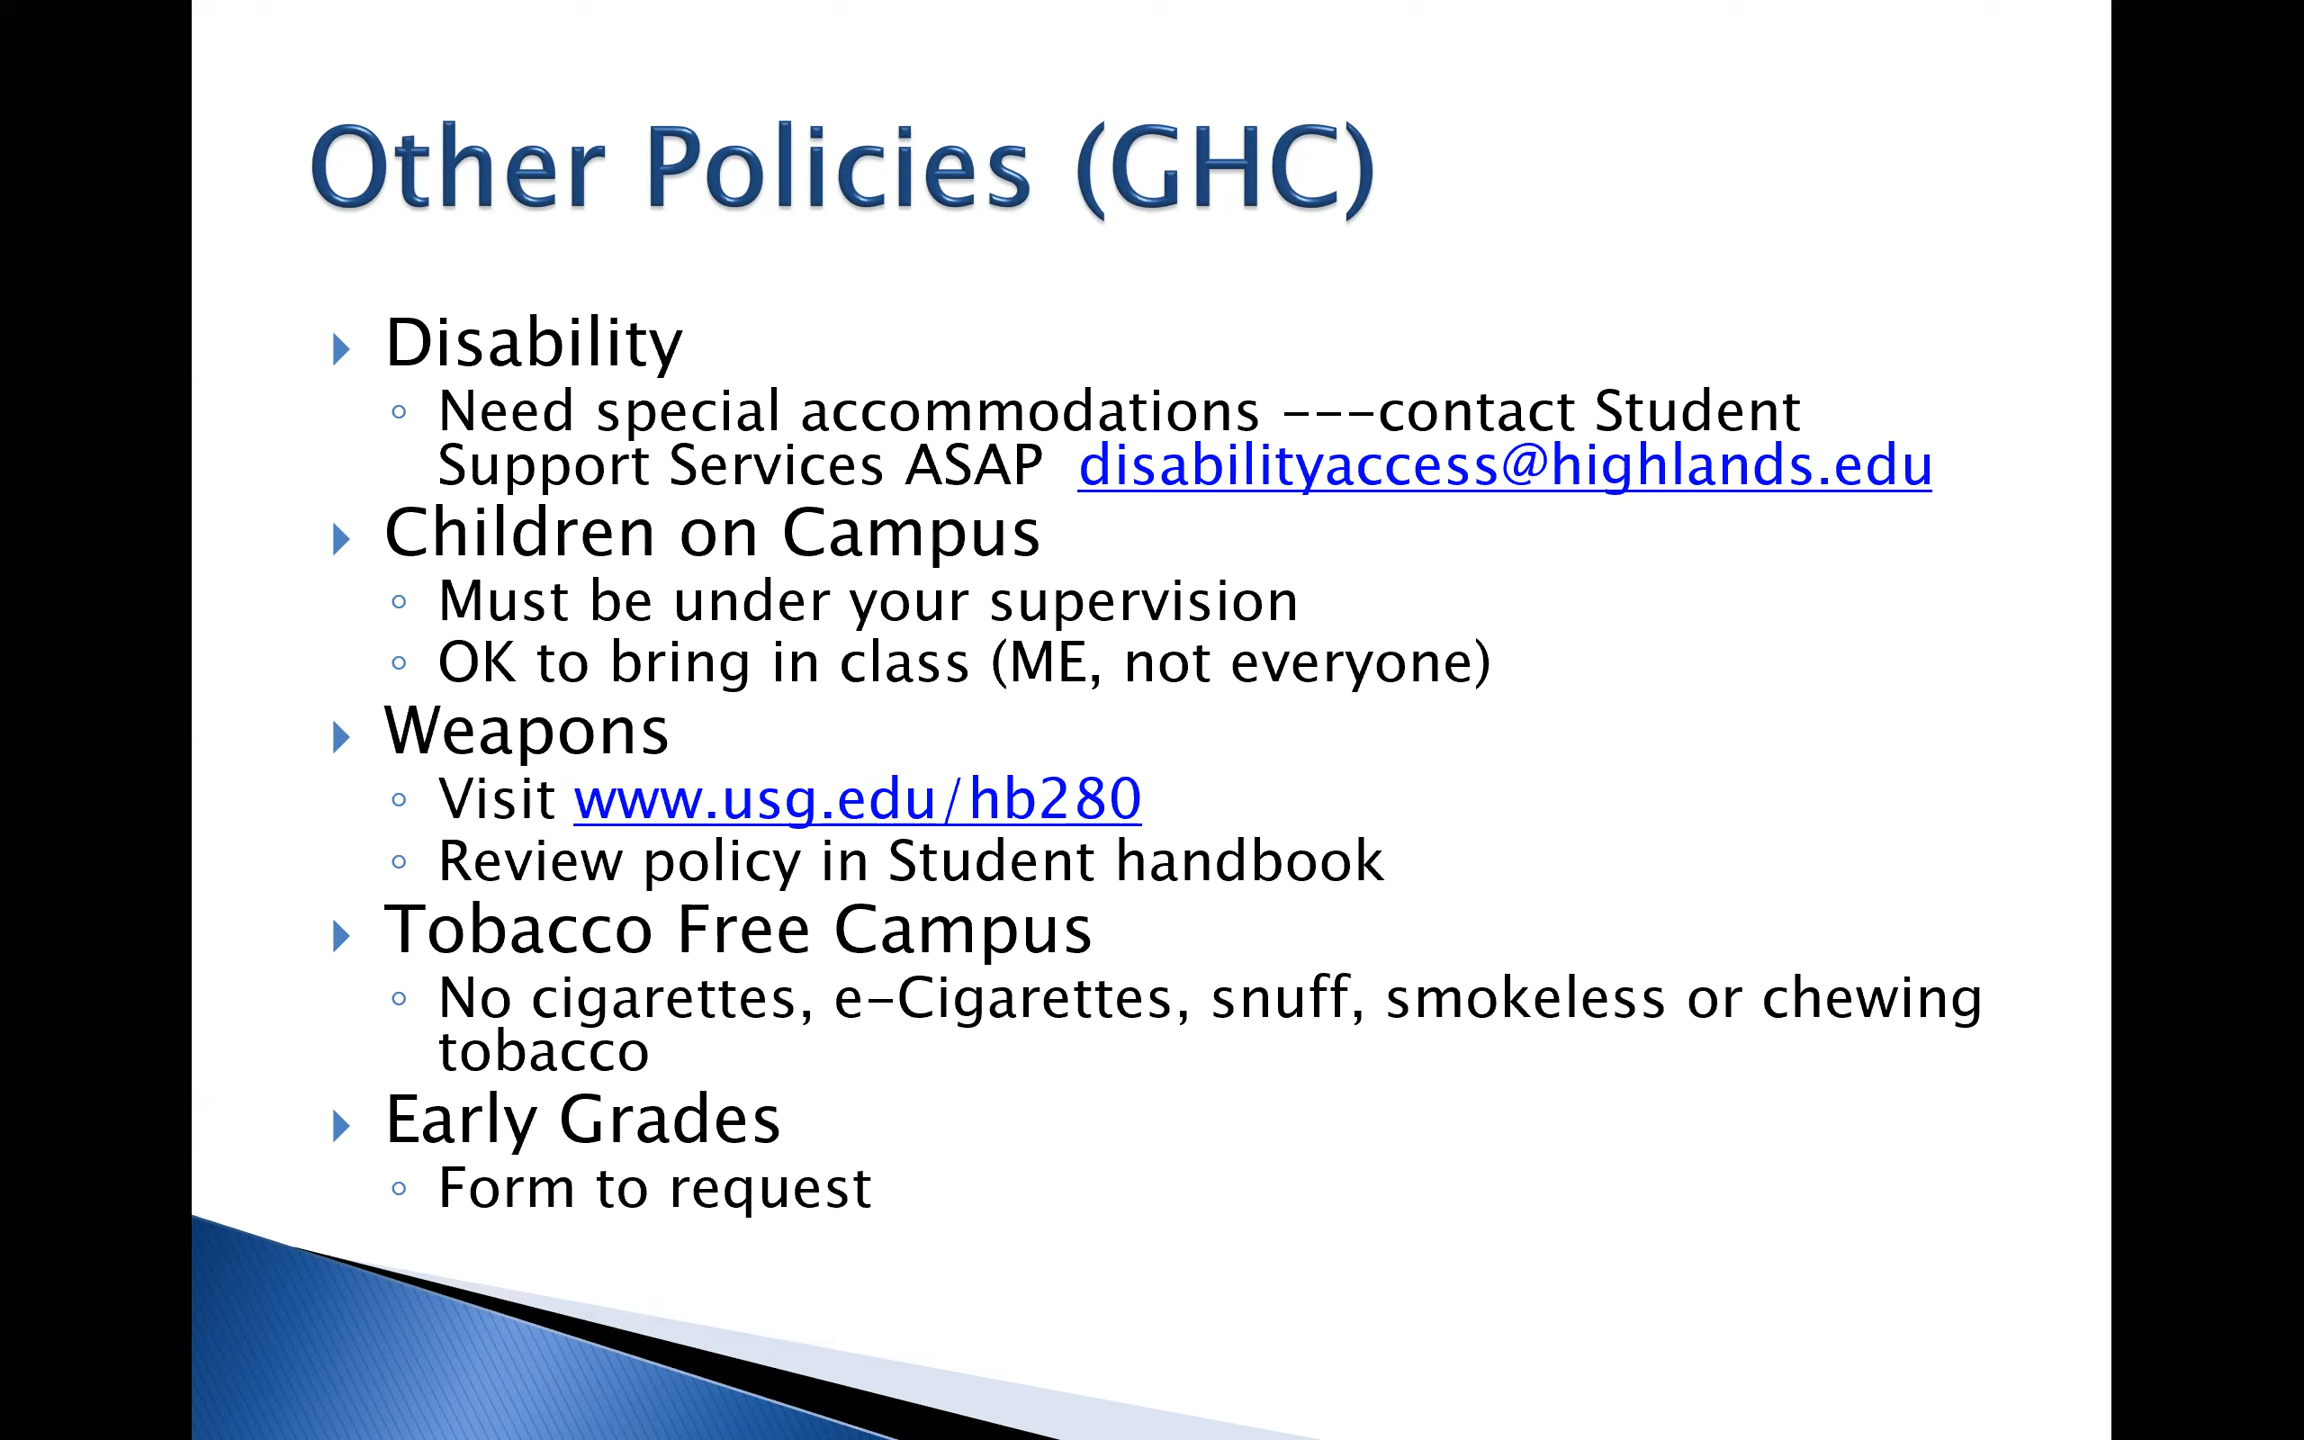 Other Policies (GHC)
Disability
Need special accommodations ---contact Student
Support Services ASAP disabilityaccess@highlands.edu
Children on Campus
Must be under your supervision
OK to bring in class (ME, not everyone)
Weapons
Visit www.usg.edu/hb280
Review policy in Student handbook
Tobacco Free Campus
No cigarettes, e-Cigarettes, snuff, smokeless or chewing
tobacco
Early Grades
Form to request